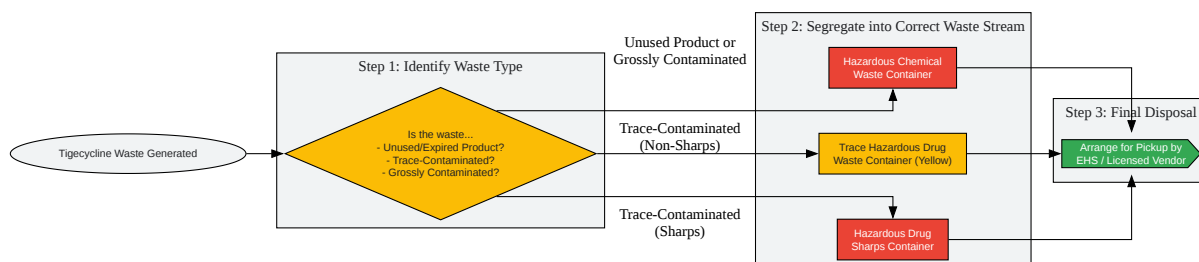 Tigecycline Waste Generated
Step 1: Identify Waste Type
Is the waste...
- Unused/Expired Product?
- Trace-Contaminated?
- Grossly Contaminated?
Unused Product or
Grossly Contaminated
Trace-Contaminated
(Non-Sharps)
Trace-Contaminated
(Sharps)
Step 2: Segregate into Correct Waste Stream
Hazardous Chemical
Waste Container
Trace Hazardous Drug
Waste Container (Yellow)
Hazardous Drug
Sharps Container
Step 3: Final Disposal
Arrange for Pickup by
EHS / Licensed Vendor